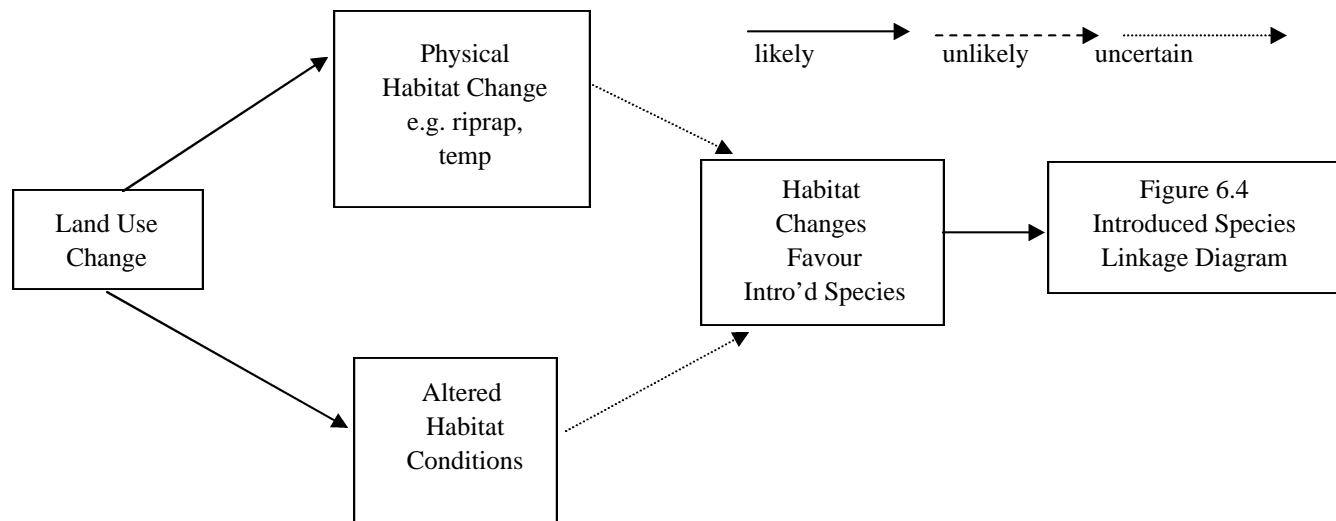 Physical
Habitat Change
e.g. riprap,
temp
likely
unlikely
uncertain
Land Use
Change
Habitat
Changes
Favour
Intro’d Species
Figure 6.4
Introduced Species
Linkage Diagram
Altered
Habitat
Conditions